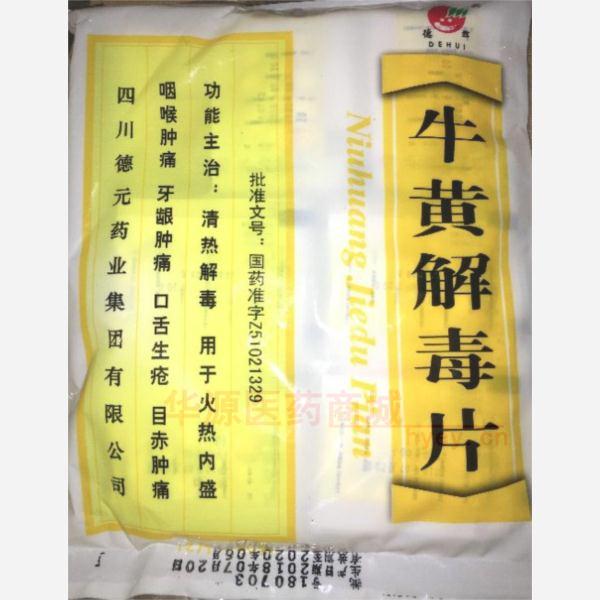 德 辉
DEHUI
牛黄解毒片
Niuhuang Jiedu Pian
批准文号：国药准字Z51021329
功能主治：清热解毒 用于火热内盛
咽喉肿痛 牙龈肿痛 口舌生疮 目赤肿痛
四川德元药业集团有限公司
华源医药商城